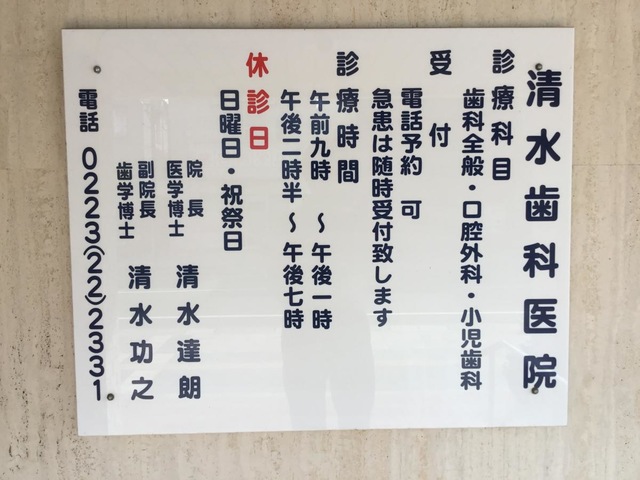 清水歯科医院
診療科目
歯科全般・口腔外科・小児歯科
受付
電話予約 可
急患は随時受付致します
診療時間
午前九時 〜 午後一時
午後二時半 〜 午後七時
休診日
日曜日・祝祭日
院長
医学博士 清水達朗
副院長
歯学博士 清水功之
電話 0223(22)2331